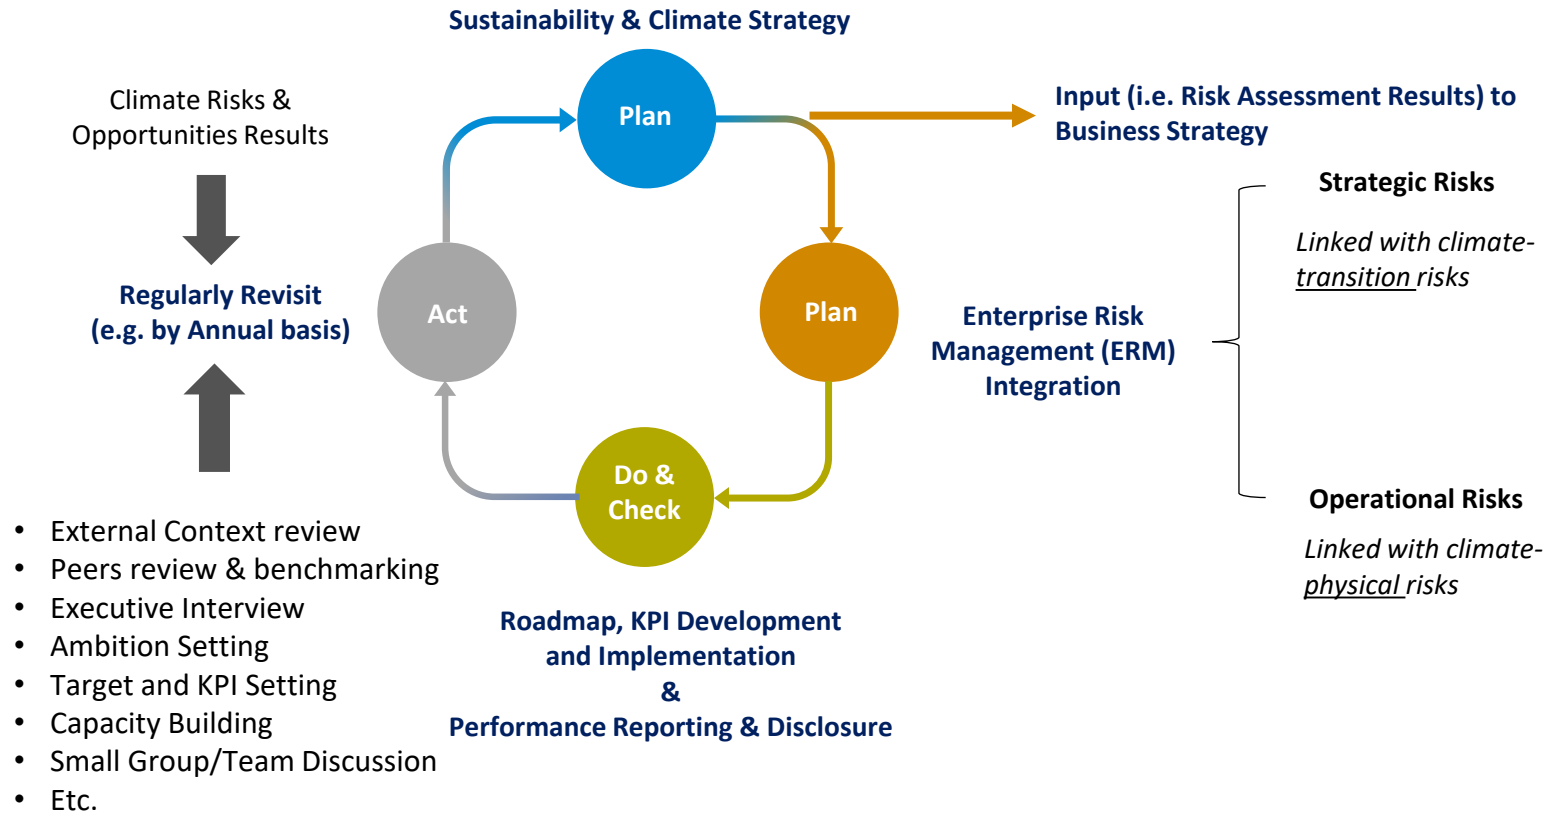 Sustainability & Climate Strategy
Climate Risks &
Opportunities Results
Plan
Input (i.e. Risk Assessment Results) to
Business Strategy
Strategic Risks
Linked with climate-
transition risks
Regularly Revisit
(e.g. by Annual basis)
Act
Plan
Enterprise Risk
Management (ERM)
Integration
Do &
Check
Operational Risks
Linked with climate-
physical risks
• External Context review
• Peers review & benchmarking
• Executive Interview
• Ambition Setting
• Target and KPI Setting
• Capacity Building
• Small Group/Team Discussion
• Etc.
Roadmap, KPI Development
and Implementation
&
Performance Reporting & Disclosure